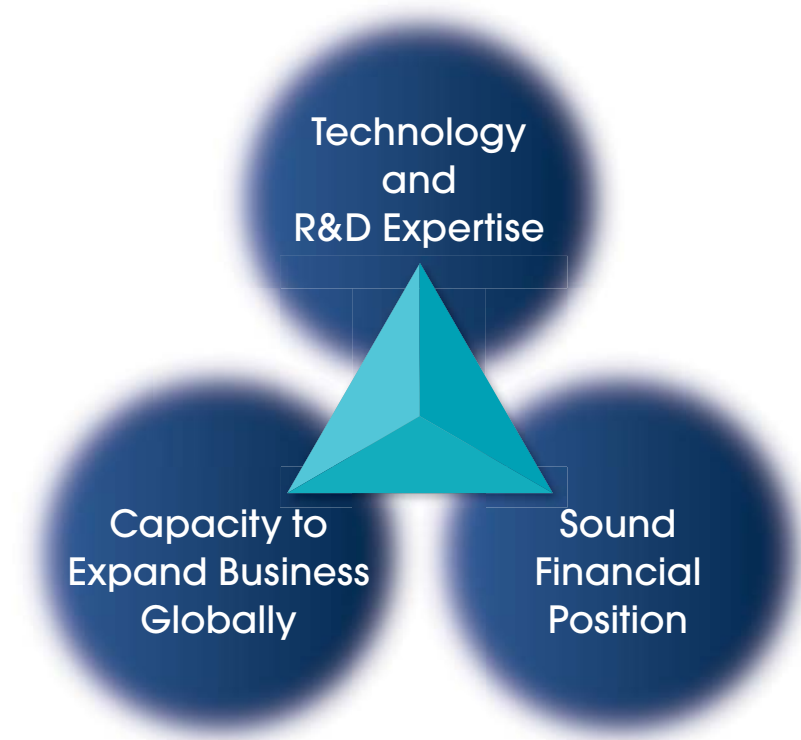 Technology
and
R&D Expertise
Capacity to
Expand Business
Globally
Sound
Financial
Position